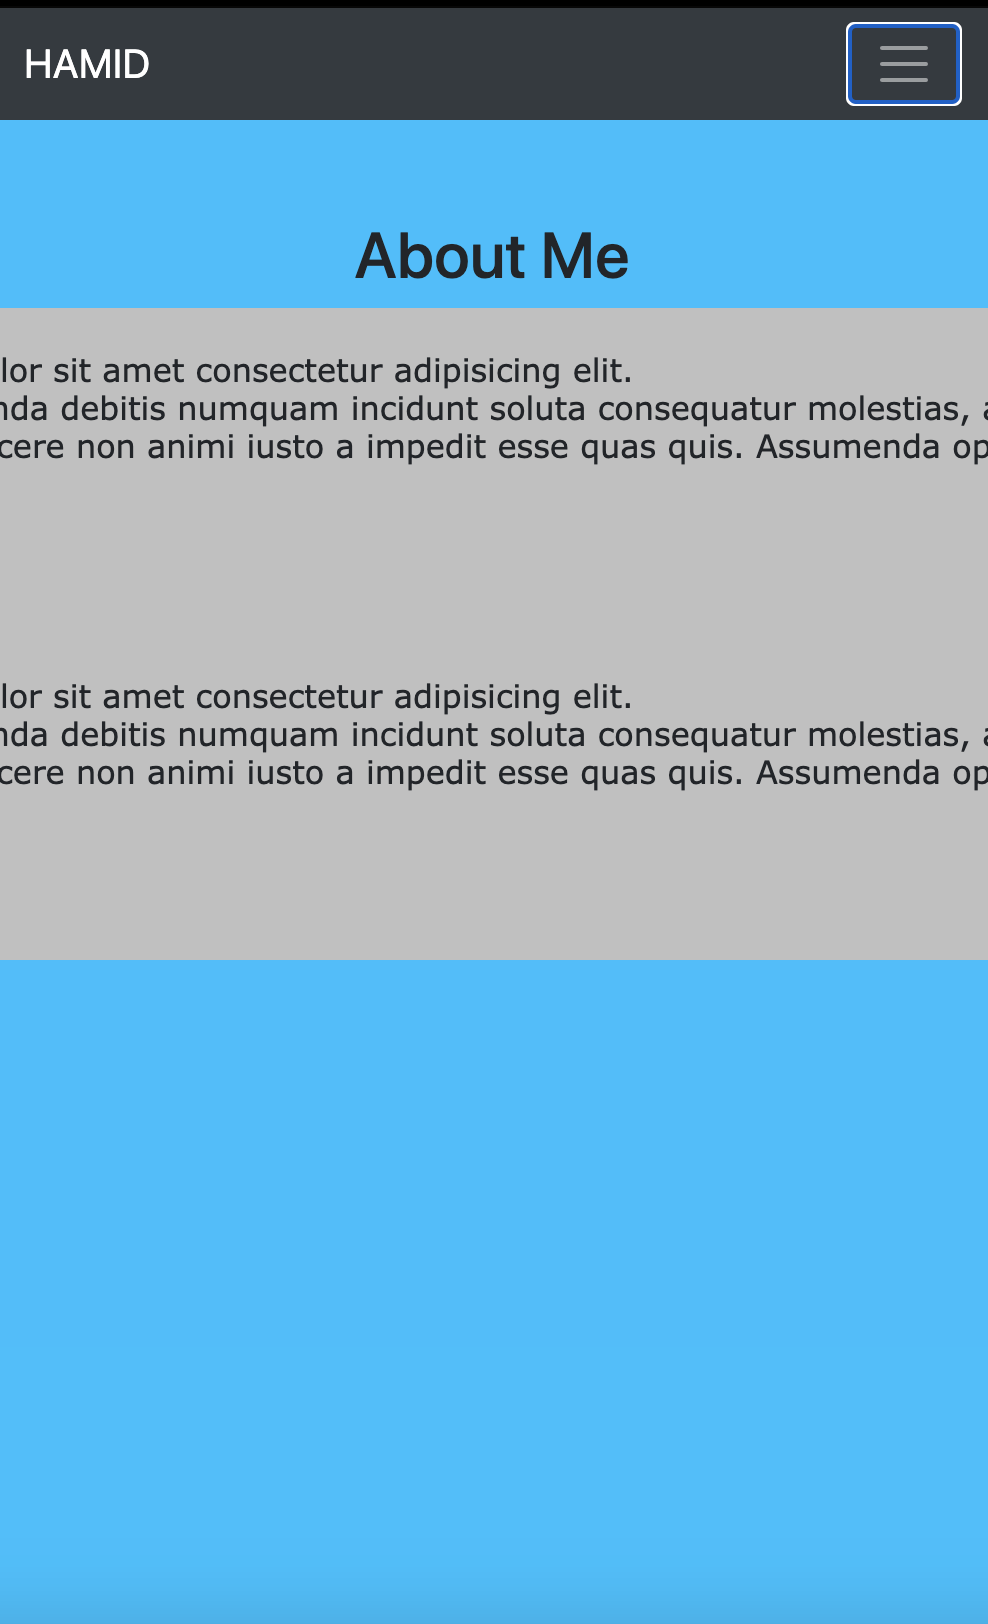 HAMID
About Me
lor sit amet consectetur adipisicing elit.
nda debitis numquam incidunt soluta consequatur molestias, a
cere non animi iusto a impedit esse quas quis. Assumenda op
lor sit amet consectetur adipisicing elit.
nda debitis numquam incidunt soluta consequatur molestias, a
cere non animi iusto a impedit esse quas quis. Assumenda op